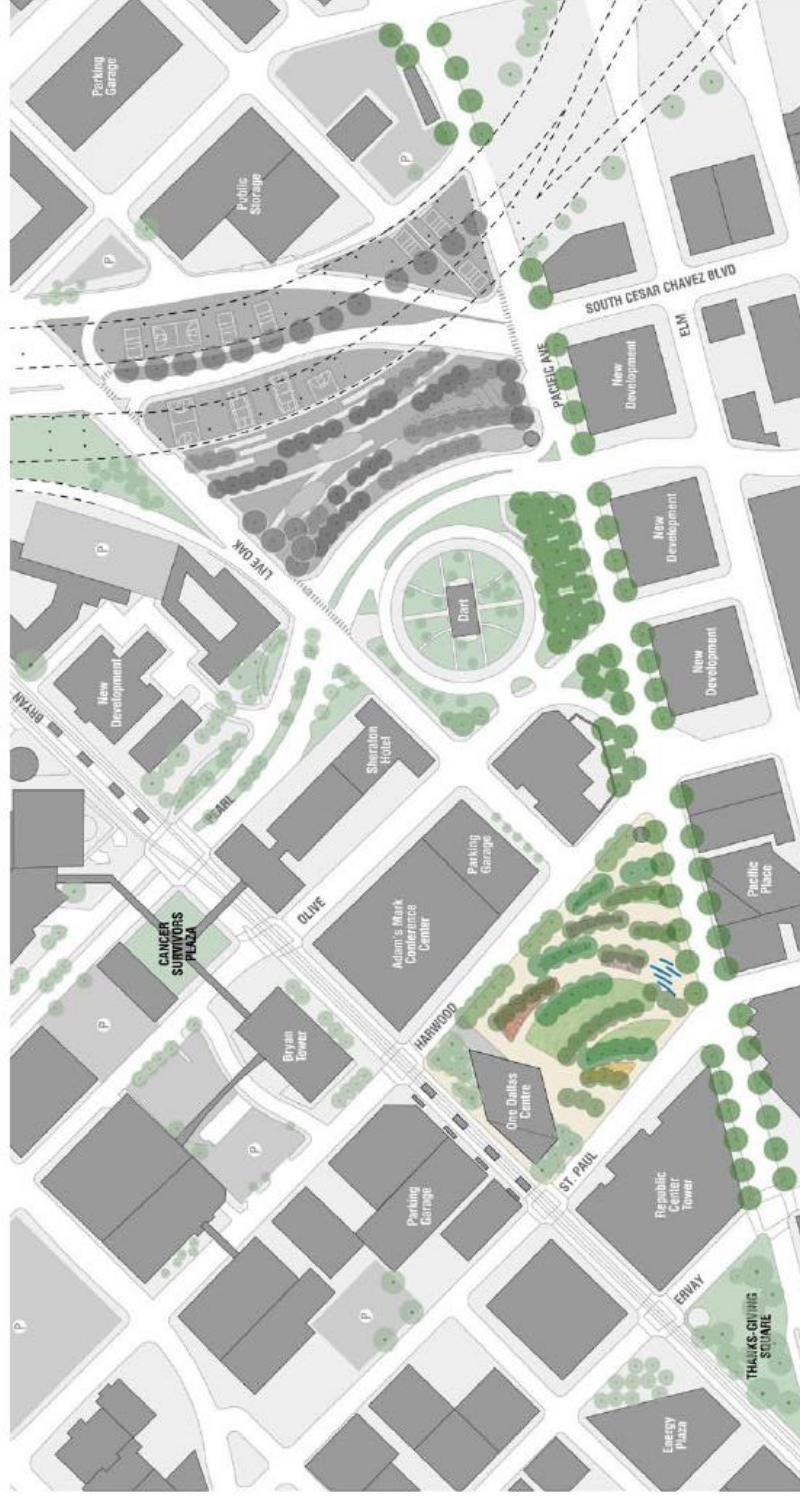 Parking
Garage
Public
Storage
P
P
SOUTH CESAR CHAVEZ BLVD
PACIFIC AVE
ELM
New
Development
P
LIVE OAK
New
Development
Dart
BRYAN
New
Development
New
Development
Sheraton
Hotel
PEARL
Parking
Garage
Pacific
Place
CANCER
SURVIVORS
PLAZA
OLIVE
Adam's Mark
Conference
Center
P
HARWOOD
Bryan
Tower
One Dallas
Centre
P
ST. PAUL
Parking
Garage
Republic
Center
Tower
P
P
ERVAY
THANKS-GIVING
SQUARE
Energy
Plaza